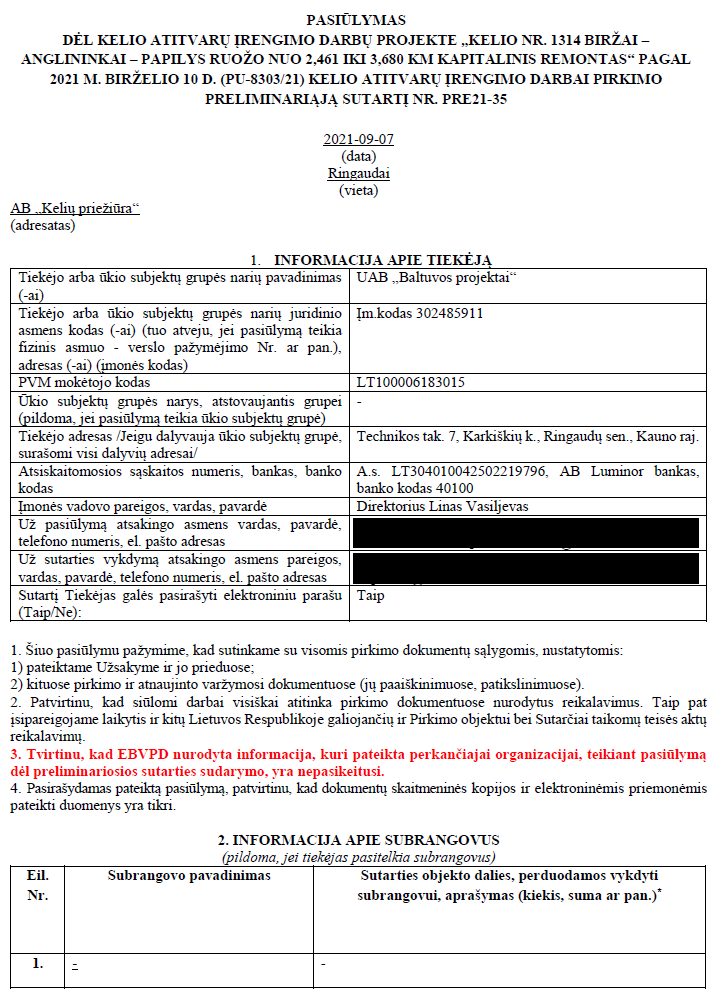 PASIŪLYMAS
DĖL KELIO ATITVARŲ ĮRENGIMO DARBŲ PROJEKTE „KELIO NR. 1314 BIRŽAI –
ANGLININKAI – PAPILYS RUOŽO NUO 2,461 IKI 3,680 KM KAPITALINIS REMONTAS“ PAGAL
2021 M. BIRŽELIO 10 D. (PU-8303/21) KELIO ATITVARŲ ĮRENGIMO DARBAI PIRKIMO
PRELIMINARIĄJĄ SUTARTĮ NR. PRE21-35
2021-09-07
(data)
Ringaudai
(vieta)
AB „Kelių priežiūra“
(adresatas)
1. INFORMACIJA APIE TIEKĖJĄ
Tiekėjo arba ūkio subjektų grupės narių pavadinimas
(-ai)
UAB „Baltuvos projektai“
Tiekėjo arba ūkio subjektų grupės narių juridinio
asmens kodas (-ai) (tuo atveju, jei pasiūlymą teikia
fizinis asmuo - verslo pažymėjimo Nr. ar pan.),
adresas (-ai) (įmonės kodas)
Įm.kodas 302485911
PVM mokėtojo kodas
LT100006183015
Ūkio subjektų grupės narys, atstovaujantis grupei
(pildoma, jei pasiūlymą teikia ūkio subjektų grupė)
-
Tiekėjo adresas /Jeigu dalyvauja ūkio subjektų grupė,
surašomi visi dalyvių adresai/
Technikos tak. 7, Karkiškių k., Ringaudų sen., Kauno raj.
Atsiskaitomosios sąskaitos numeris, bankas, banko
kodas
A.s. LT304010042502219796, AB Luminor bankas,
banko kodas 40100
Įmonės vadovo pareigos, vardas, pavardė
Direktorius Linas Vasiljevas
Už pasiūlymą atsakingo asmens vardas, pavardė,
telefono numeris, el. pašto adresas
Už sutarties vykdymą atsakingo asmens pareigos,
vardas, pavardė, telefono numeris, el. pašto adresas
Sutartį Tiekėjas galės pasirašyti elektroniniu parašu
(Taip/Ne):
Taip
1. Šiuo pasiūlymu pažymime, kad sutinkame su visomis pirkimo dokumentų sąlygomis, nustatytomis:
1) pateiktame Užsakyme ir jo prieduose;
2) kituose pirkimo ir atnaujinto varžymosi dokumentuose (jų paaiškinimuose, patikslinimuose).
2. Patvirtinu, kad siūlomi darbai visiškai atitinka pirkimo dokumentuose nurodytus reikalavimus. Taip pat
įsipareigojame laikytis ir kitų Lietuvos Respublikoje galiojančių ir Pirkimo objektui bei Sutarčiai taikomų teisės aktų
reikalavimų.
3. Tvirtinu, kad EBVPD nurodyta informacija, kuri pateikta perkančiajai organizacijai, teikiant pasiūlymą
dėl preliminariosios sutarties sudarymo, yra nepasikeitusi.
4. Pasirašydamas pateiktą pasiūlymą, patvirtinu, kad dokumentų skaitmeninės kopijos ir elektroninėmis priemonėmis
pateikti duomenys yra tikri.
2. INFORMACIJA APIE SUBRANGOVUS
(pildoma, jei tiekėjas pasitelkia subrangovus)
Eil.
Nr.
Subrangovo pavadinimas
Sutarties objekto dalies, perduodamos vykdyti
subrangovui, aprašymas (kiekis, suma ar pan.)*
1.
-
-